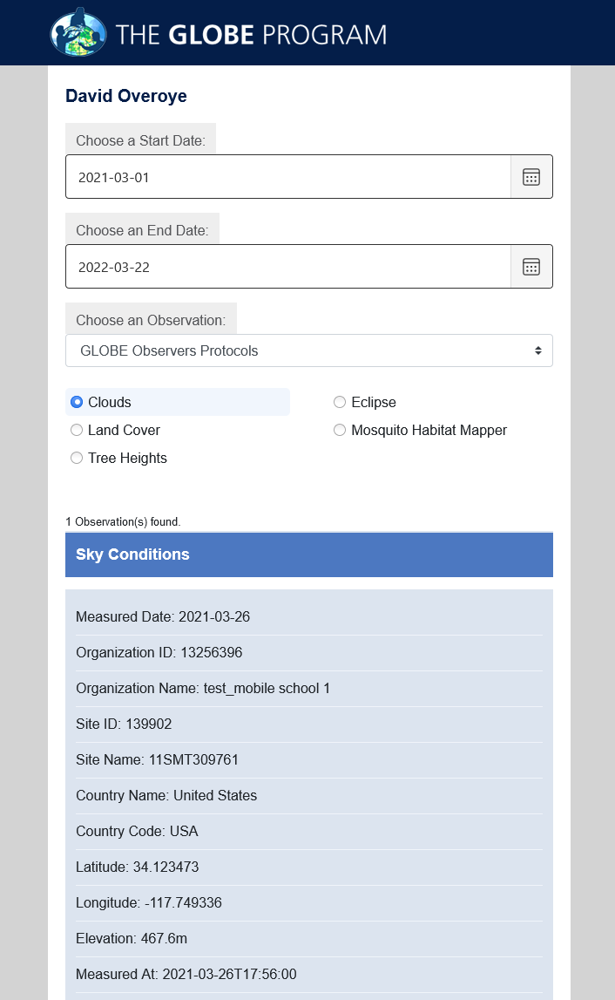 THE GLOBE PROGRAM
David Overoye
Choose a Start Date:
2021-03-01
Choose an End Date:
2022-03-22
Choose an Observation:
GLOBE Observers Protocols
Clouds
Eclipse
Land Cover
Mosquito Habitat Mapper
Tree Heights
1 Observation(s) found.
Sky Conditions
Measured Date: 2021-03-26
Organization ID: 13256396
Organization Name: test_mobile school 1
Site ID: 139902
Site Name: 11SMT309761
Country Name: United States
Country Code: USA
Latitude: 34.123473
Longitude: -117.749336
Elevation: 467.6m
Measured At: 2021-03-26T17:56:00